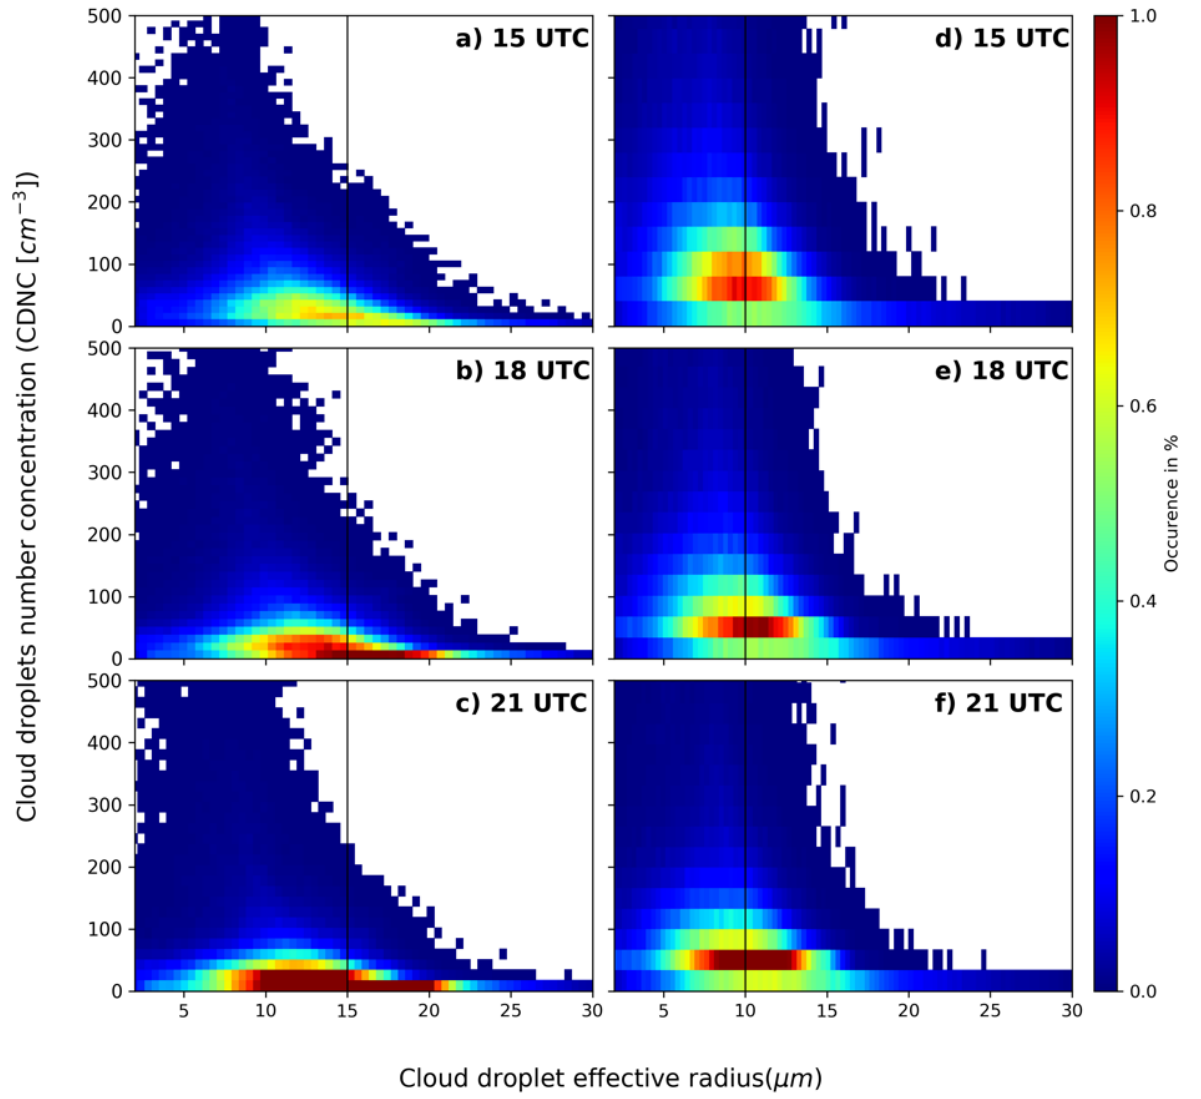 500
400
300
200
100
0
a) 15 UTC
d) 15 UTC
500
400
300
200
100
0
b) 18 UTC
e) 18 UTC
500
400
300
200
100
0
c) 21 UTC
f) 21 UTC
5 10 15 20 25 30
5 10 15 20 25 30
Cloud droplets number concentration (CDNC [cm⁻³])
Cloud droplet effective radius(μm)
1.0
0.8
0.6
0.4
0.2
0.0
Occurence in %